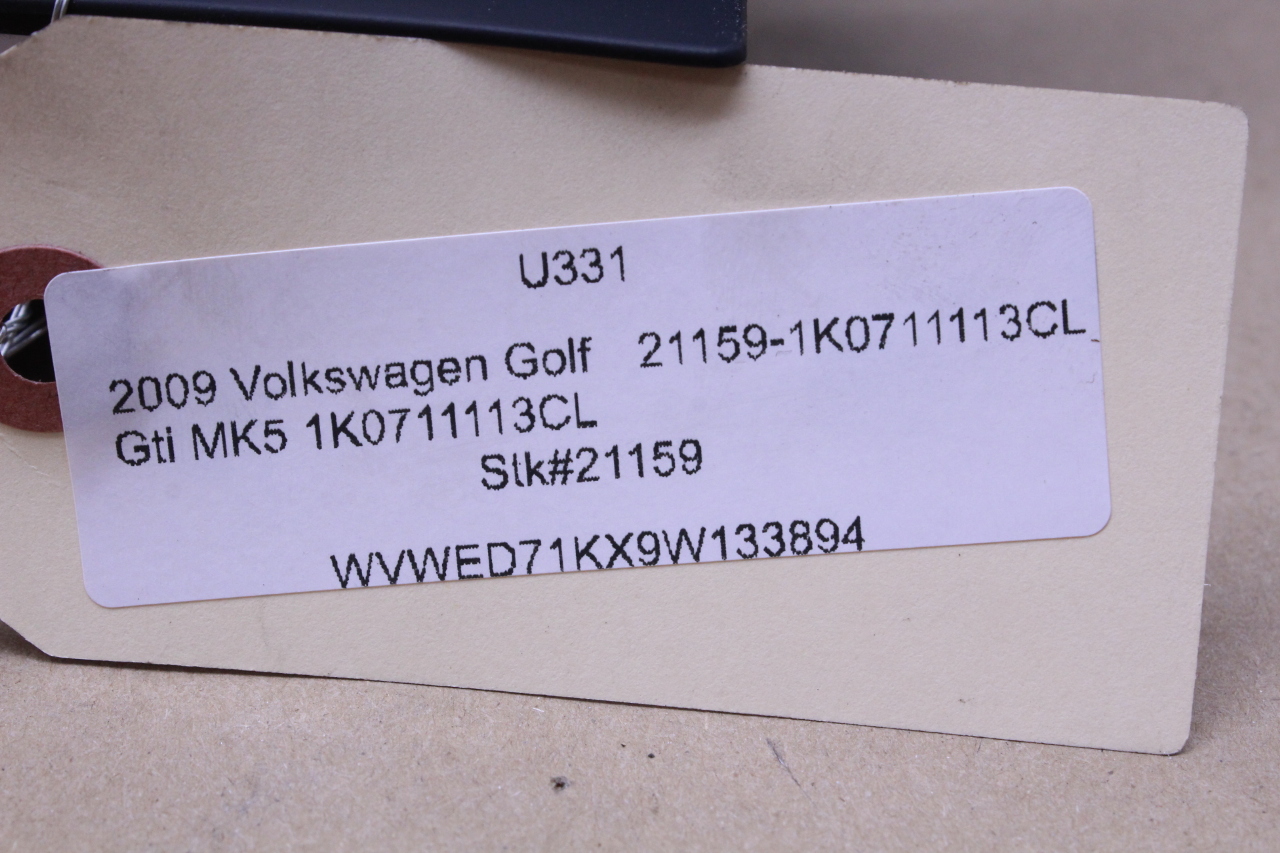 U331
2009 Volkswagen Golf 21159-1K0711113CL
Gti MK5 1K0711113CL
Stk#21159
WVWED71KX9W133894